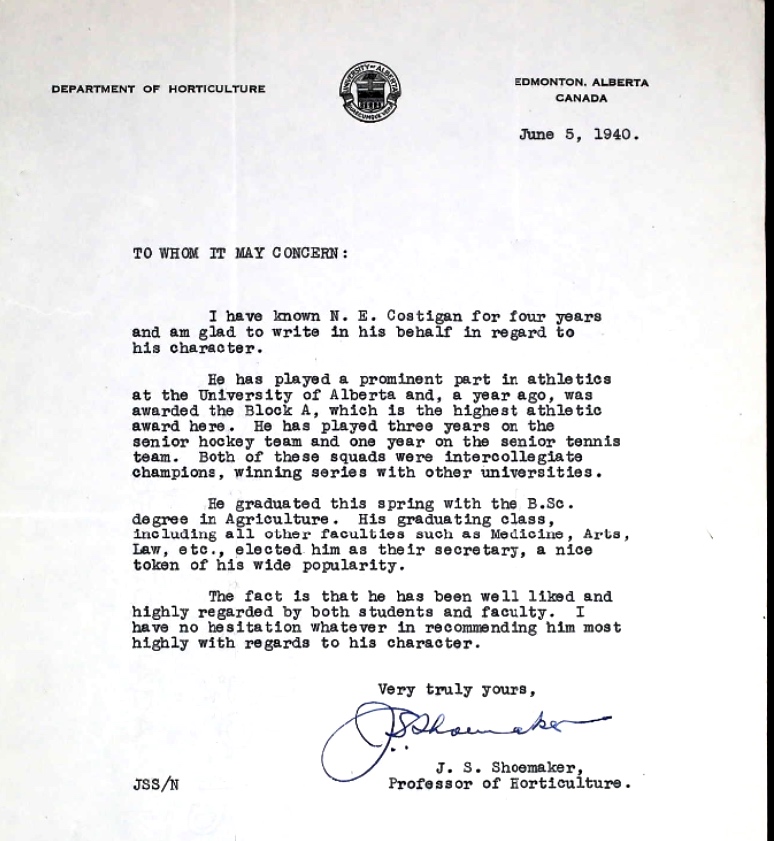 DEPARTMENT OF HORTICULTURE
UNIVERSITY OF ALBERTA
QUAECUMQUE VERA
EDMONTON, ALBERTA
CANADA
June 5, 1940.
TO WHOM IT MAY CONCERN:
I have known N. E. Costigan for four years
and am glad to write in his behalf in regard to
his character.
He has played a prominent part in athletics
at the University of Alberta and, a year ago, was
awarded the Block A, which is the highest athletic
award here. He has played three years on the
senior hockey team and one year on the senior tennis
team. Both of these squads were intercollegiate
champions, winning series with other universities.
He graduated this spring with the B.Sc.
degree in Agriculture. His graduating class,
including all other faculties such as Medicine, Arts,
Law, etc., elected him as their secretary, a nice
token of his wide popularity.
The fact is that he has been well liked and
highly regarded by both students and faculty. I
have no hesitation whatever in recommending him most
highly with regards to his character.
Very truly yours,
J.S. Shoemaker
J. S. Shoemaker,
JSS/N Professor of Horticulture.